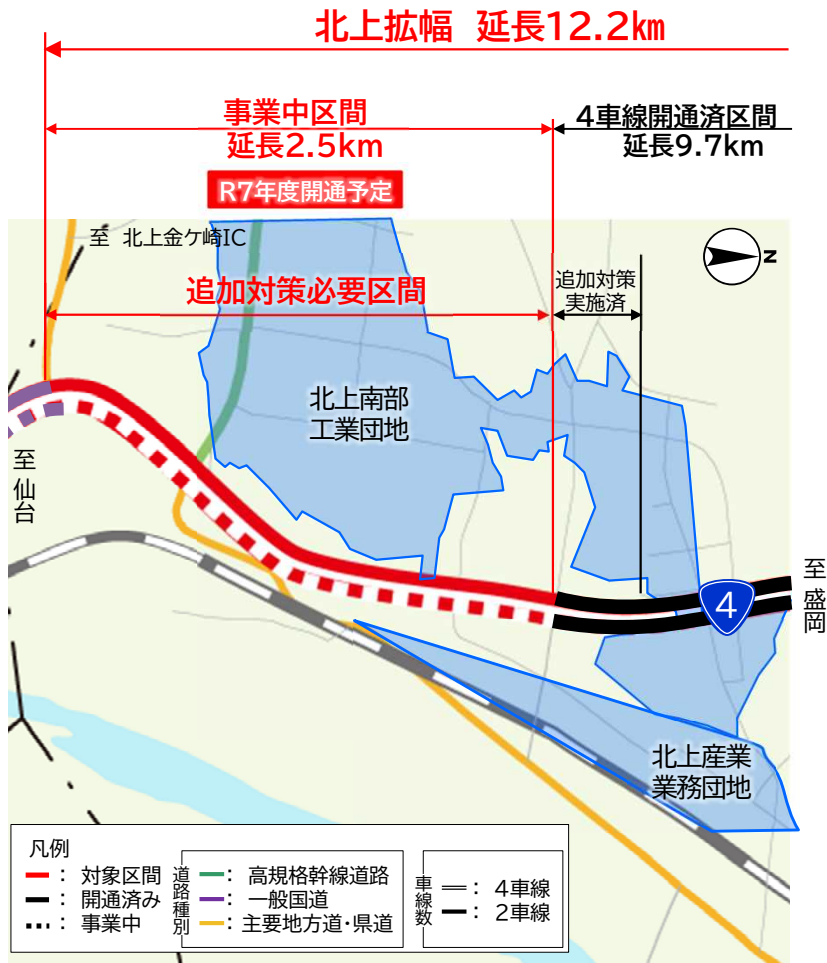 北上拡幅 延長12.2km
事業中区間
延長2.5km
4車線開通済区間
延長9.7km
R7年度開通予定
至 北上金ケ崎IC
N
追加対策必要区間
追加対策
実施済
北上南部
工業団地
至仙台
至盛岡
4
北上産業
業務団地
凡例
対象区間
開通済み
事業中
道路種別
高規格幹線道路
一般国道
主要地方道・県道
車線数
4車線
2車線